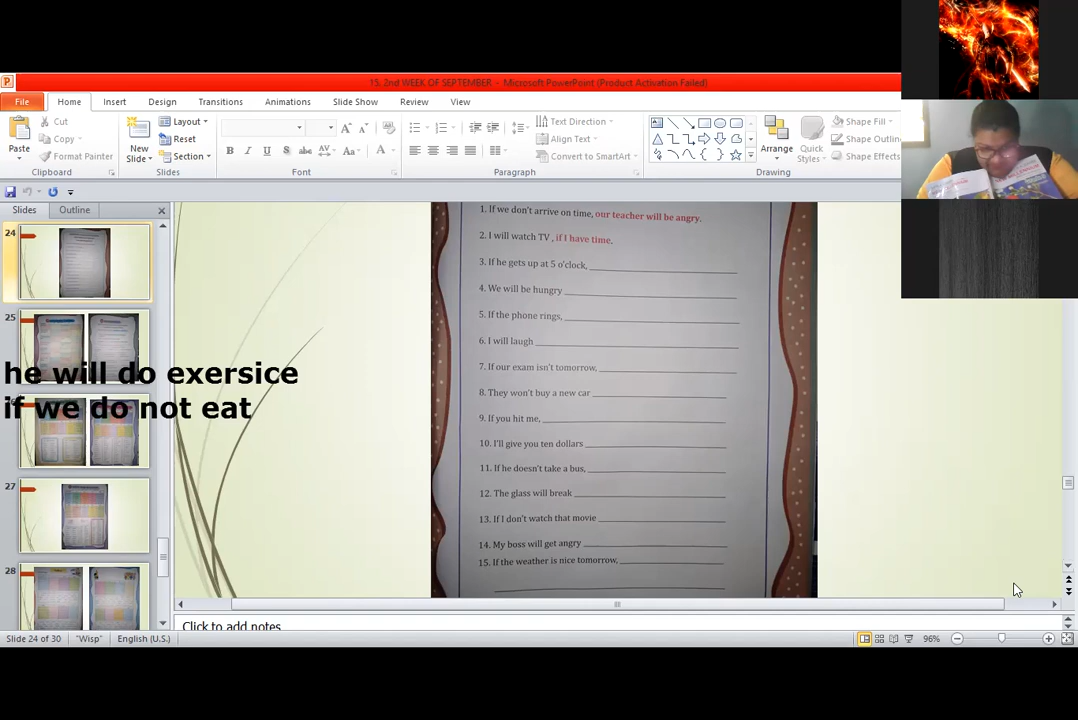 15. 2nd WEEK OF SEPTEMBER - Microsoft PowerPoint (Product Activation Failed)
File Home Insert Design Transitions Animations Slide Show Review View
Cut
Copy
Format Painter
Paste
Clipboard
New
Slide
Layout
Reset
Section
Slides
B I U S abc AV Aa A
Font
Text Direction
Align Text
Convert to SmartArt
Paragraph
Arrange
Quick
Styles
Shape Fill
Shape Outline
Shape Effects
Drawing
Slides Outline
24
25
27
28
he will do exersice
if we do not eat
1. If we don't arrive on time, our teacher will be angry.
2. I will watch TV , if I have time,
3. If he gets up at 5 o'clock,
4. We will be hungry
5. If the phone rings,
6. I will laugh
7. If our exam isn't tomorrow,
8. They won't buy a new car
9. If you hit me,
10. I'll give you ten dollars
11. If he doesn't take a bus,
12. The glass will break
13. If I don't watch that movie
14. My boss will get angry
15. If the weather is nice tomorrow,
Click to add notes
Slide 24 of 30 "Wisp" English (U.S.) 96%